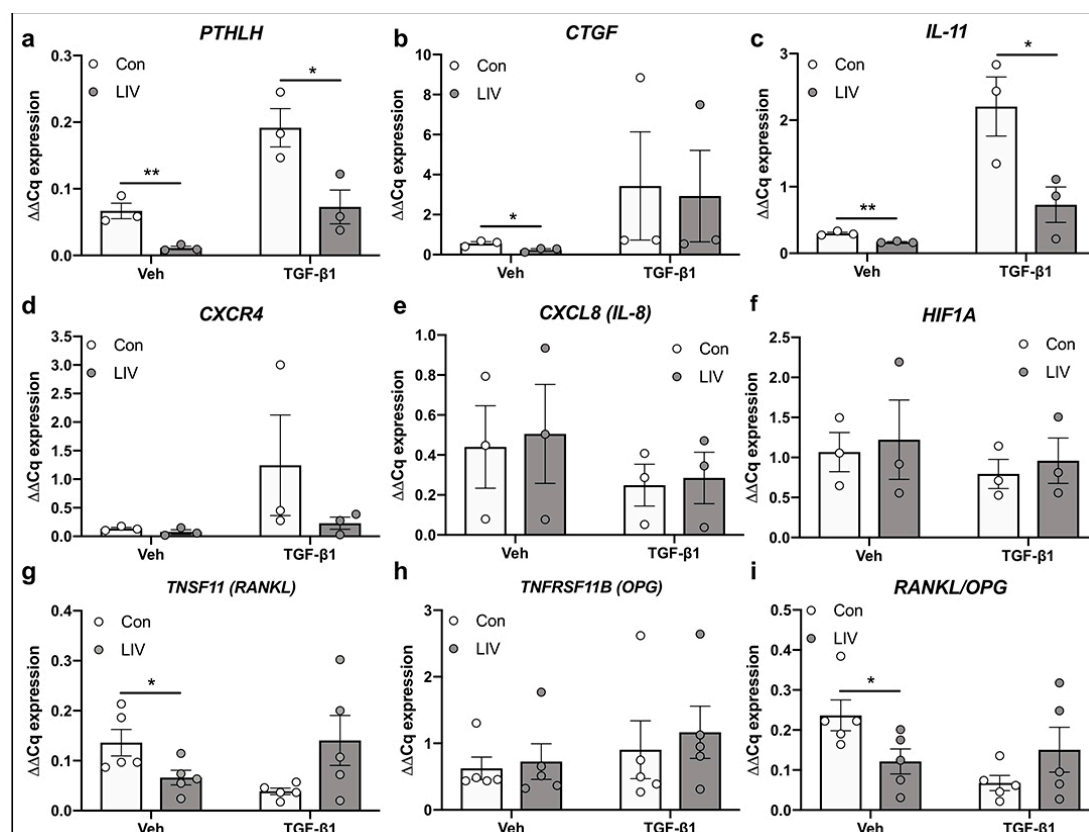 a PTHLH
0.3
0.2
0.1
0.0
ΔΔCq expression
Con
LIV
**
*
Veh TGF-β1
b CTGF
10
8
6
4
2
0
ΔΔCq expression
Con
LIV
*
Veh TGF-β1
c IL-11
3
2
1
0
ΔΔCq expression
Con
LIV
**
*
Veh TGF-β1
d CXCR4
3.5
3.0
2.5
2.0
1.5
1.0
0.5
0.0
ΔΔCq expression
Con
LIV
Veh TGF-β1
e CXCL8 (IL-8)
1.0
0.8
0.6
0.4
0.2
0.0
ΔΔCq expression
Con
LIV
Veh TGF-β1
f HIF1A
2.5
2.0
1.5
1.0
0.5
0.0
ΔΔCq expression
Con
LIV
Veh TGF-β1
g TNSF11 (RANKL)
0.4
0.3
0.2
0.1
0.0
ΔΔCq expression
Con
LIV
*
Veh TGF-β1
h TNFRSF11B (OPG)
3
2
1
0
ΔΔCq expression
Con
LIV
Veh TGF-β1
i RANKL/OPG
0.5
0.4
0.3
0.2
0.1
0.0
ΔΔCq expression
Con
LIV
*
Veh TGF-β1